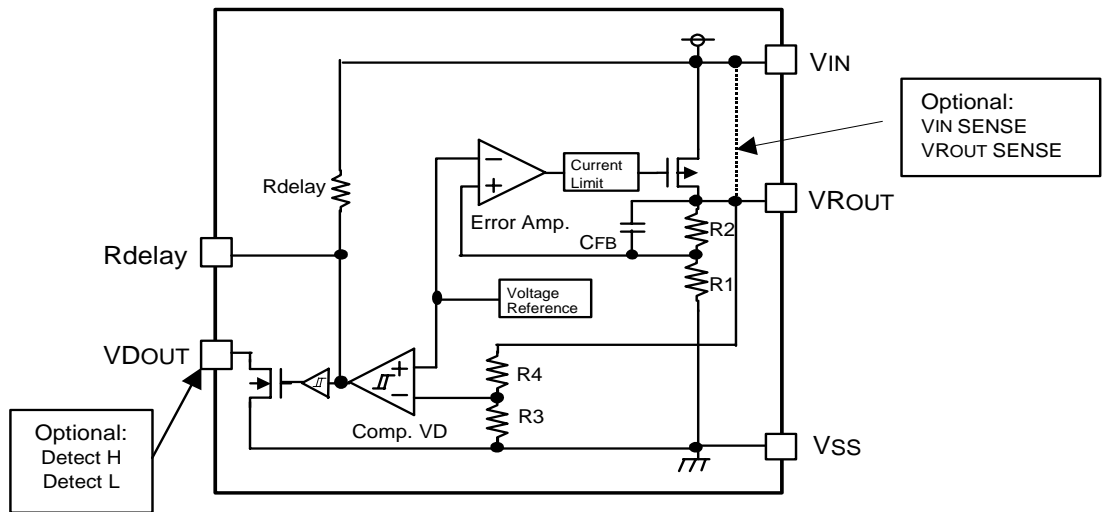 VIN
Optional:
VIN SENSE
VROUT SENSE
−
+
Current
Limit
Rdelay
Error Amp.
CFB
R2
VROUT
Rdelay
R1
Voltage
Reference
VDOUT
+
−
R4
R3
Comp. VD
Optional:
Detect H
Detect L
VSS